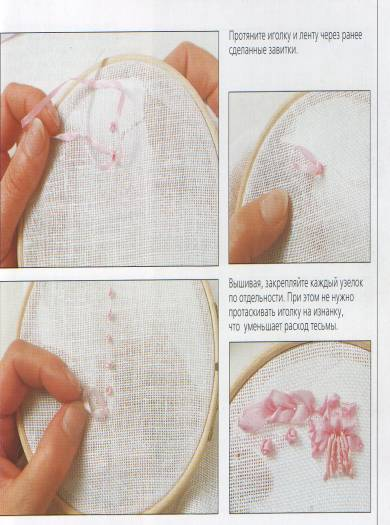 Протяните иголку и ленту через ранее
сделанные завитки.
Вышивая, закрепляйте каждый узелок
по отдельности. При этом не нужно
протаскивать иголку на изнанку,
что уменьшает расход тесьмы.